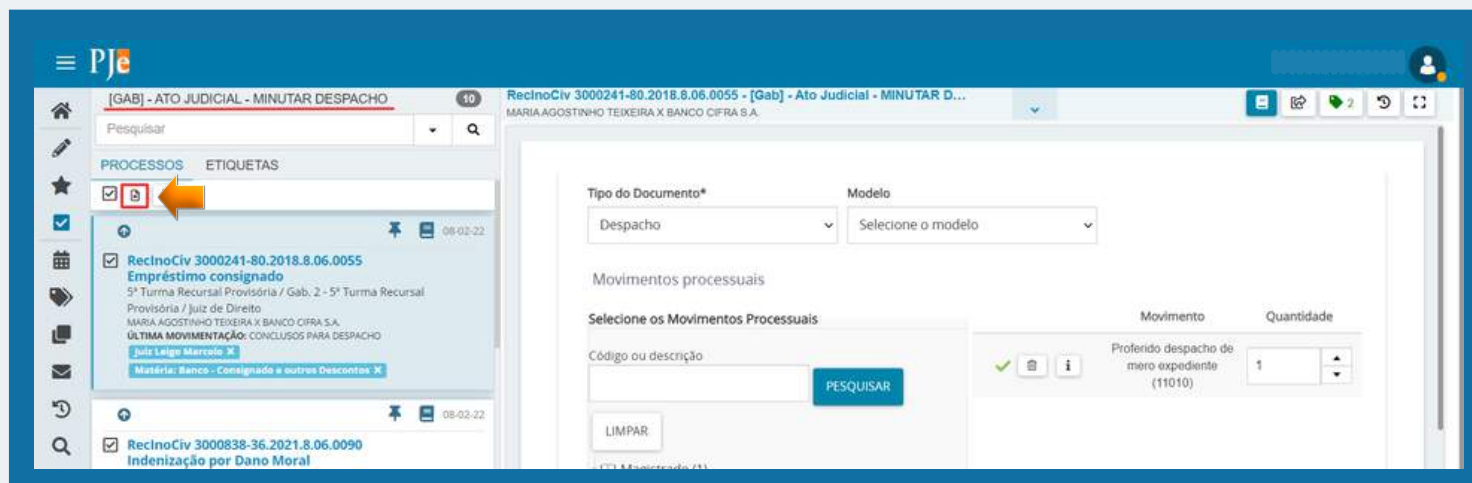 PJe
[GAB] - ATO JUDICIAL - MINUTAR DESPACHO
10
Pesquisar
PROCESSOS ETIQUETAS
08-02-22
RecInoCiv 3000241-80.2018.8.06.0055
Empréstimo consignado
5ª Turma Recursal Provisória / Gab. 2 - 5ª Turma Recursal
Provisória / Juiz de Direito
MARIA AGOSTINHO TEIXEIRA X BANCO CIFRA S.A.
ÚLTIMA MOVIMENTAÇÃO: CONCLUSOS PARA DESPACHO
Juiz Leigo Marcelo X
Matéria: Banco - Consignado e outros Descontos X
08-02-22
RecInoCiv 3000838-36.2021.8.06.0090
Indenização por Dano Moral
RecInoCiv 3000241-80.2018.8.06.0055 - [Gab] - Ato Judicial - MINUTAR D...
MARIA AGOSTINHO TEIXEIRA X BANCO CIFRA S.A.
2
Tipo do Documento* Modelo
Despacho Selecione o modelo
Movimentos processuais
Selecione os Movimentos Processuais
Código ou descrição
PESQUISAR
LIMPAR
Magistrado (1)
Movimento Quantidade
Proferido despacho de
mero expediente
(11010)
1